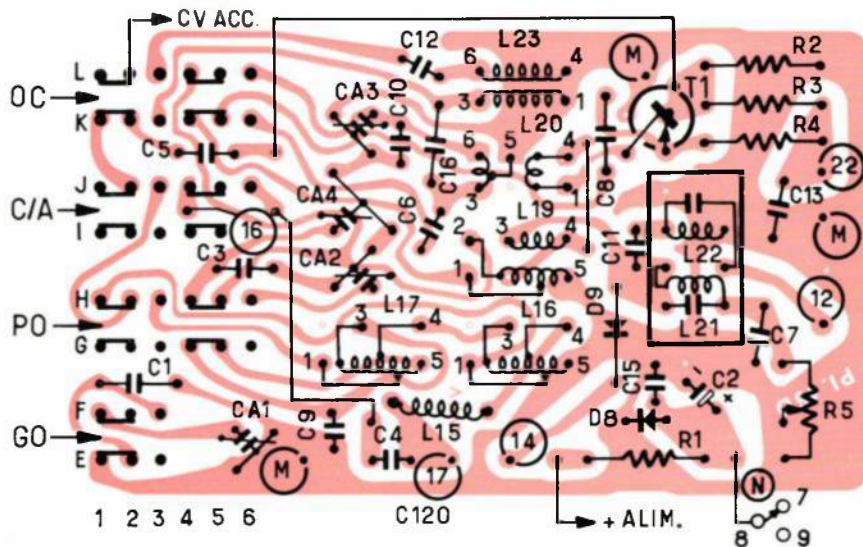 CV ACC.
C12
L23
6
4
M
R2
L
OC
CA3
C10
3
1
T1
R3
L20
R4
K
C5
C16
6
5
4
C8
22
J
CA4
C6
3
L19
1
C13
C/A
16
2
3
4
C11
L22
M
I
C3
CA2
1
5
D9
12
H
L17
L16
L21
PO
3
4
3
4
C7
G
1
5
1
5
C15
- C2 x
C1
R5
F
CA1
C9
L15
D8
GO
C4
14
R1
E
M
17
N
7
1 2 3 4 5 6
C120
+ ALIM.
8
9